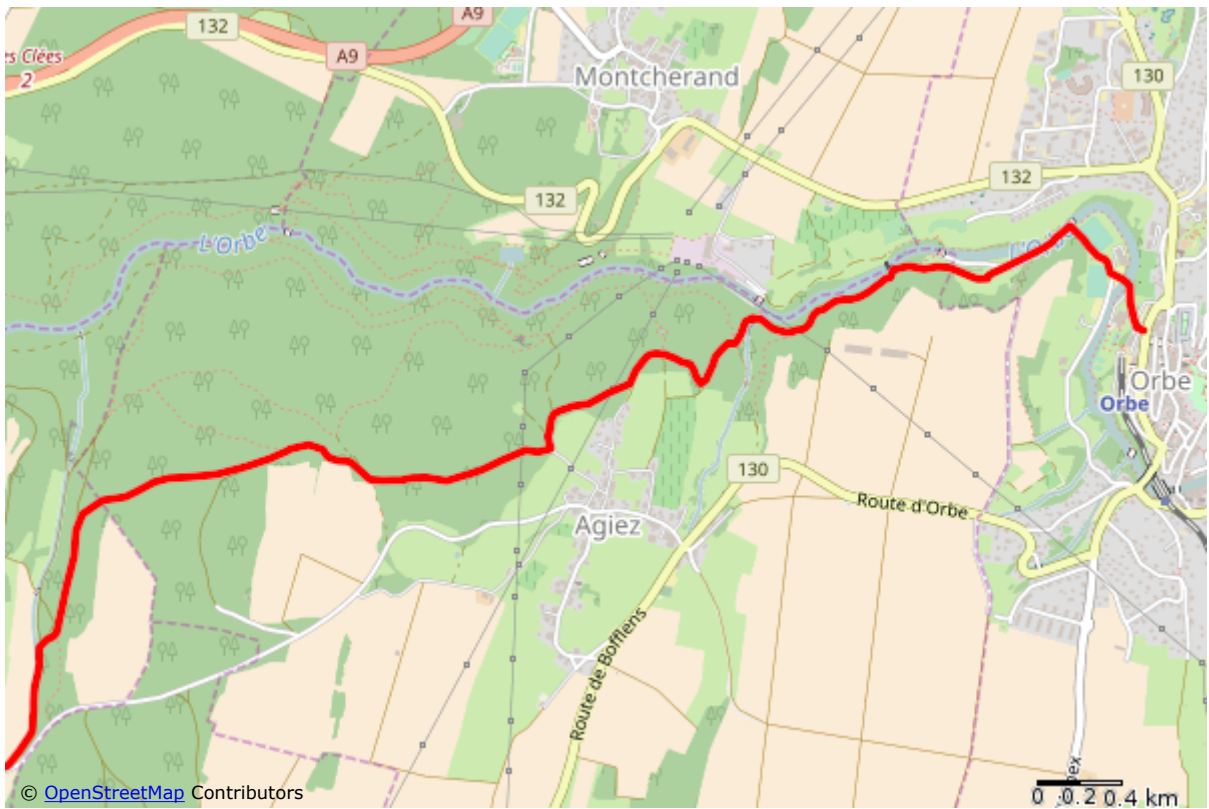 A9
132
es Clées
2
A9
Montcherand
130
132
132
L'Orbe
L'Orbe
Orbe
Orbe
130
Route d'Orbe
Agiez
Route de Bofflens
© OpenStreetMap Contributors
0 0.2 0.4 km